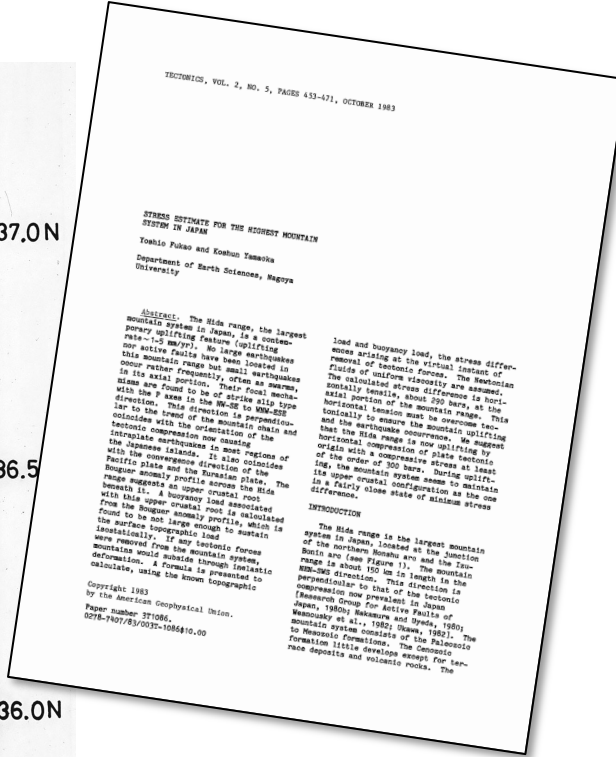 37.0N
36.5
36.0N
TECTONICS, VOL. 2, NO. 5, PAGES 453-471, OCTOBER 1983
STRESS ESTIMATE FOR THE HIGHEST MOUNTAIN
SYSTEM IN JAPAN
Yoshio Fukao and Koshun Yamaoka
Department of Earth Sciences, Nagoya
University
Abstract. The Hida range, the largest
mountain system in Japan, is a contem-
porary uplifting feature (uplifting
rate ~ 1-5 mm/yr). No large earthquakes
nor active faults have been located in
this mountain range but small earthquakes
occur rather frequently, often as swarms,
in its axial portion. Their focal mecha-
nisms are found to be of strike slip type
with the P axes in the NW-SE to WNW-ESE
direction. This direction is perpendicu-
lar to the trend of the mountain chain and
coincides with the orientation of the
tectonic compression now causing
intraplate earthquakes in most regions of
the Japanese islands. It also coincides
with the convergence direction of the
Pacific plate and the Eurasian plate. The
Bouguer anomaly profile across the Hida
range suggests an upper crustal root
beneath it. A buoyancy load associated
with this upper crustal root is calculated
from the Bouguer anomaly profile, which is
found to be not large enough to sustain
the surface topographic load
isostatically. If any tectonic forces
were removed from the mountain system,
mountains would subside through inelastic
deformation. A formula is presented to
calculate, using the known topographic
Copyright 1983
by the American Geophysical Union.
Paper number 3T1086.
0278-7407/83/003T-1086$10.00
load and buoyancy load, the stress differ-
ences arising at the virtual instant of
removal of tectonic forces. The Newtonian
fluids of uniform viscosity are assumed.
The calculated stress difference is hori-
zontally tensile, about 290 bars, at the
axial portion of the mountain range. This
horizontal tension must be overcome tec-
tonically to ensure the mountain uplifting
and the earthquake occurrence. We suggest
that the Hida range is now uplifting by
horizontal compression of plate tectonic
origin with a compressive stress at least
of the order of 300 bars. During uplift-
ing, the mountain system seems to maintain
its upper crustal configuration as the one
in a fairly close state of minimum stress
difference.
INTRODUCTION
The Hida range is the largest mountain
system in Japan, located at the junction
of the northern Honshu arc and the Izu-
Bonin arc (see Figure 1). The mountain
range is about 150 km in length in the
NNE-SWS direction. This direction is
perpendicular to that of the tectonic
compression now prevalent in Japan
[Research Group for Active Faults of
Japan, 1980b; Nakamura and Uyeda, 1980;
Wesnousky et al., 1982; Ukawa, 1982]. The
mountain system consists of the Paleozoic
to Mesozoic formations. The Cenozoic
formation little develops except for ter-
race deposits and volcanic rocks. The